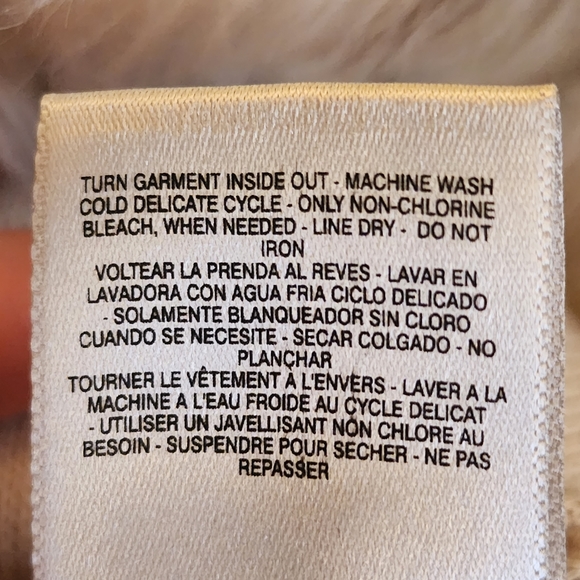 TURN GARMENT INSIDE OUT - MACHINE WASH
COLD DELICATE CYCLE - ONLY NON-CHLORINE
BLEACH, WHEN NEEDED - LINE DRY - DO NOT
IRON
VOLTEAR LA PRENDA AL REVES - LAVAR EN
LAVADORA CON AGUA FRIA CICLO DELICADO
- SOLAMENTE BLANQUEADOR SIN CLORO
CUANDO SE NECESITE - SECAR COLGADO - NO
PLANCHAR
TOURNER LE VÊTEMENT À L'ENVERS - LAVER A LA
MACHINE A L'EAU FROIDE AU CYCLE DELICAT
- UTILISER UN JAVELLISANT NON CHLORE AU
BESOIN - SUSPENDRE POUR SECHER - NE PAS
REPASSER